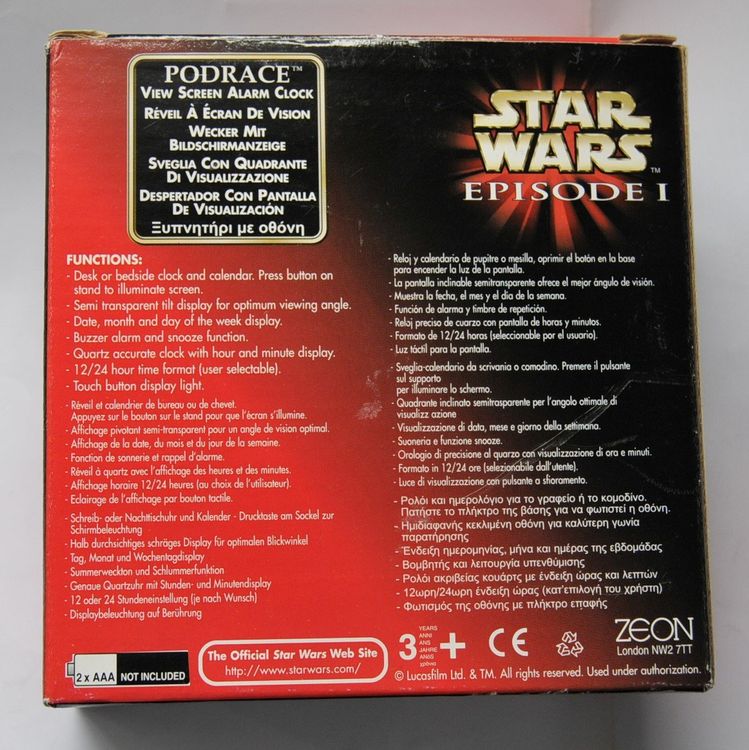 PODRACE™
VIEW SCREEN ALARM CLOCK
RÉVEIL À ÉCRAN DE VISION
WECKER MIT
BILDSCHIRMANZEIGE
SVEGLIA CON QUADRANTE
DI VISUALIZZAZIONE
DESPERTADOR CON PANTALLA
DE VISUALIZACIÓN
Ξυπνητήρι με οθόνη
STAR
WARS™
EPISODE I
FUNCTIONS:
- Desk or bedside clock and calendar. Press button on
stand to illuminate screen.
- Semi transparent tilt display for optimum viewing angle.
- Date, month and day of the week display.
- Buzzer alarm and snooze function.
- Quartz accurate clock with hour and minute display.
- 12/24 hour time format (user selectable).
- Touch button display light.
- Réveil et calendrier de bureau ou de chevet.
Appuyez sur le bouton sur le stand pour que l'écran s'illumine.
- Affichage pivotant semi-transparent pour un angle de vision optimal.
- Affichage de la date, du mois et du jour de la semaine.
- Fonction de sonnerie et rappel d'alarme.
- Réveil à quartz avec l'affichage des heures et des minutes.
- Affichage horaire 12/24 heures (au choix de l'utilisateur).
- Eclairage de l'affichage par bouton tactile.
- Schreib- oder Nachttischuhr und Kalender - Drucktaste am Sockel zur
Schirmbeleuchtung
- Halb durchsichtiges schräges Display für optimalen Blickwinkel
- Tag, Monat und Wochentagdisplay
- Summerweckton und Schlummerfunktion
- Genaue Quartzuhr mit Stunden- und Minutendisplay
- 12 oder 24 Stundeneinstellung (je nach Wunsch)
- Displaybeleuchtung auf Berührung
- Reloj y calendario de pupitre o mesilla, oprimir el botón en la base
para encender la luz de la pantalla.
- La pantalla inclinable semitransparente ofrece el mejor ángulo de visión.
- Muestra la fecha, el mes y el día de la semana.
- Función de alarma y timbre de repetición.
- Reloj preciso de cuarzo con pantalla de horas y minutos.
- Formato de 12/24 horas (seleccionable por el usuario).
- Luz táctil para la pantalla.
- Sveglia-calendario da scrivania o comodino. Premere il pulsante
sul supporto
per illuminare lo schermo.
- Quadrante inclinato semitrasparente per l'angolo ottimale di
visualizz azione
- Visualizzazione di data, mese e giorno della settimana.
- Suoneria e funzione snooze.
- Orologio di precisione al quarzo con visualizzazione di ora e minuti.
- Formato in 12/24 ore (selezionabile dall'utente).
- Luce di visualizzazione con pulsante a sfioramento.
- Ρολόι και ημερολόγιο για το γραφείο ή το κομοδίνο.
Πατήστε το πλήκτρο της βάσης για να φωτιστεί η οθόνη.
- Ημιδιαφανής κεκλιμένη οθόνη για καλύτερη γωνία
παρατήρησης
- Ένδειξη ημερομηνίας, μήνα και ημέρας της εβδομάδας
- Βομβητής και λειτουργία υπενθύμισης
- Ρολόι ακριβείας κουάρτς με ένδειξη ώρας και λεπτών
- 12ωρη/24ωρη ένδειξη ώρας (κατ'επιλογή του χρήστη)
- Φωτισμός της οθόνης με πλήκτρο επαφής
2 x AAA NOT INCLUDED
The Official Star Wars Web Site
http://www.starwars.com/
3 YEARS
ANNI
ANS
JAHRE
AÑOS
χρόνια
+
CE
ZEON
London NW2 7TT
© Lucasfilm Ltd. & TM. All rights reserved. Used under authorization.